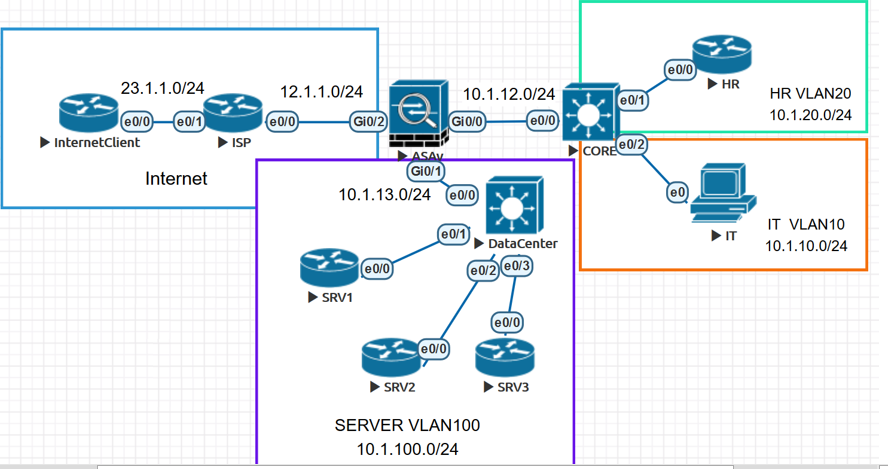 23.1.1.0/24
12.1.1.0/24
10.1.12.0/24
e0/0
HR
HR VLAN20
10.1.20.0/24
InternetClient
e0/0
e0/1
ISP
e0/0
Gi0/2
ASAv
Gi0/0
e0/0
CORE
e0/1
e0/2
Internet
Gi0/1
10.1.13.0/24
e0/0
e0
IT
IT VLAN10
10.1.10.0/24
DataCenter
e0/1
e0/2
e0/3
e0/0
SRV1
e0/0
SRV2
e0/0
SRV3
SERVER VLAN100
10.1.100.0/24